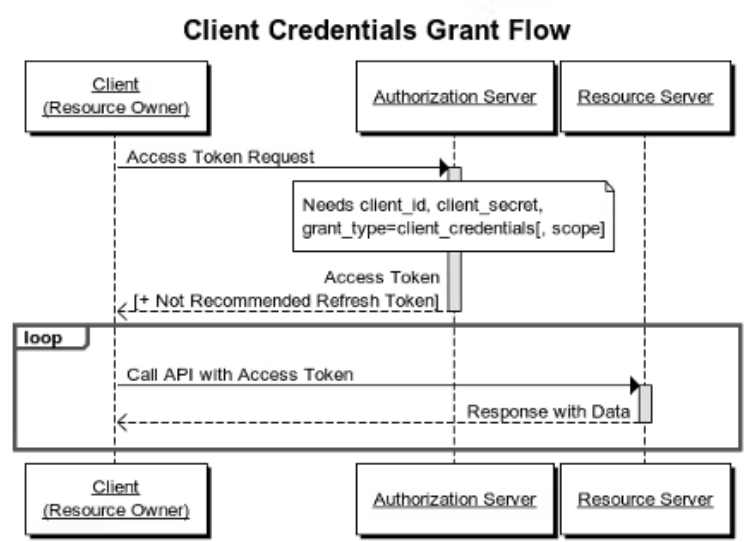 Client Credentials Grant Flow
Client
(Resource Owner)
Authorization Server
Resource Server
Access Token Request
Needs client_id, client_secret,
grant_type=client_credentials[, scope]
Access Token
[+ Not Recommended Refresh Token]
loop
Call API with Access Token
Response with Data
Client
(Resource Owner)
Authorization Server
Resource Server